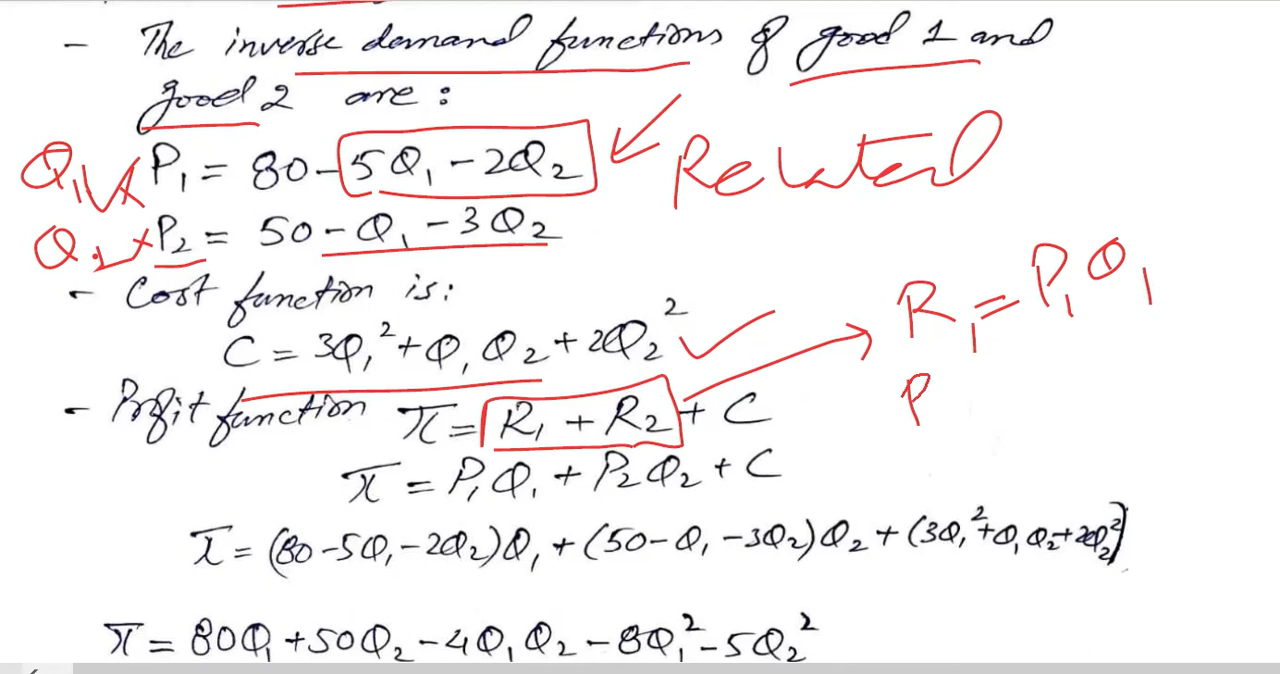 - The inverse demand functions of good 1 and
good 2 are :
Q₁ × P₁ = 80 - 5Q₁ - 2Q₂
Related
Q₂ × P₂ = 50 - Q₁ - 3Q₂
- Cost function is:
R₁ = P₁Q₁
C = 3Q₁² + Q₁Q₂ + 2Q₂²
P
- Profit function π = R₁ + R₂ + C
π = P₁Q₁ + P₂Q₂ + C
π = (80 - 5Q₁ - 2Q₂)Q₁ + (50 - Q₁ - 3Q₂)Q₂ + (3Q₁² + Q₁Q₂ + 2Q₂²)
π = 80Q₁ + 50Q₂ - 4Q₁Q₂ - 8Q₁² - 5Q₂²